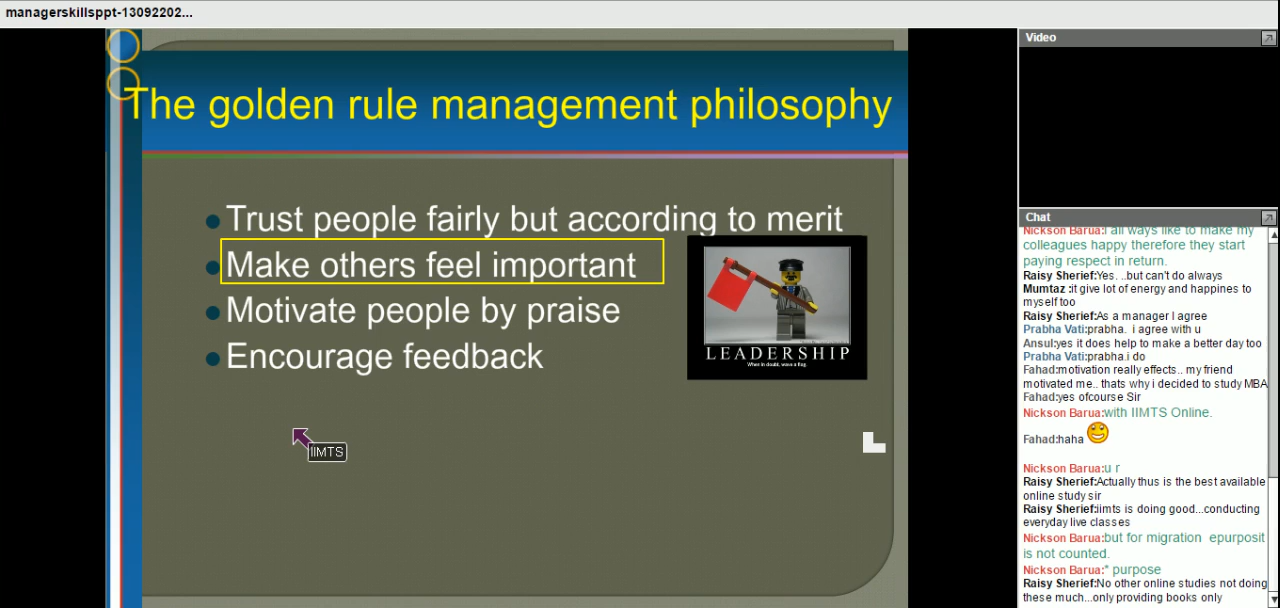 managerskillsppt-13092202...
The golden rule management philosophy
Trust people fairly but according to merit
Make others feel important
Motivate people by praise
Encourage feedback
LEADERSHIP
When in doubt, wave a flag.
IIMTS
Video
Chat
Nickson Barua:I all ways like to make my
colleagues happy therefore they start
paying respect in return.
Raisy Sherief:Yes. ..but can't do always
Mumtaz :it give lot of energy and happines to
myself too
Raisy Sherief:As a manager I agree
Prabha Vati:prabha. i agree with u
Ansul:yes it does help to make a better day too
Prabha Vati:prabha.i do
Fahad:motivation really effects.. my friend
motivated me.. thats why i decided to study MBA
Fahad:yes ofcourse Sir
Nickson Barua:with IIMTS Online.
Fahad:haha
Nickson Barua:u r
Raisy Sherief:Actually thus is the best available
online study sir
Raisy Sherief:iimts is doing good...conducting
everyday live classes
Nickson Barua:but for migration epurposit
is not counted.
Nickson Barua:* purpose
Raisy Sherief:No other online studies not doing
these much...only providing books only